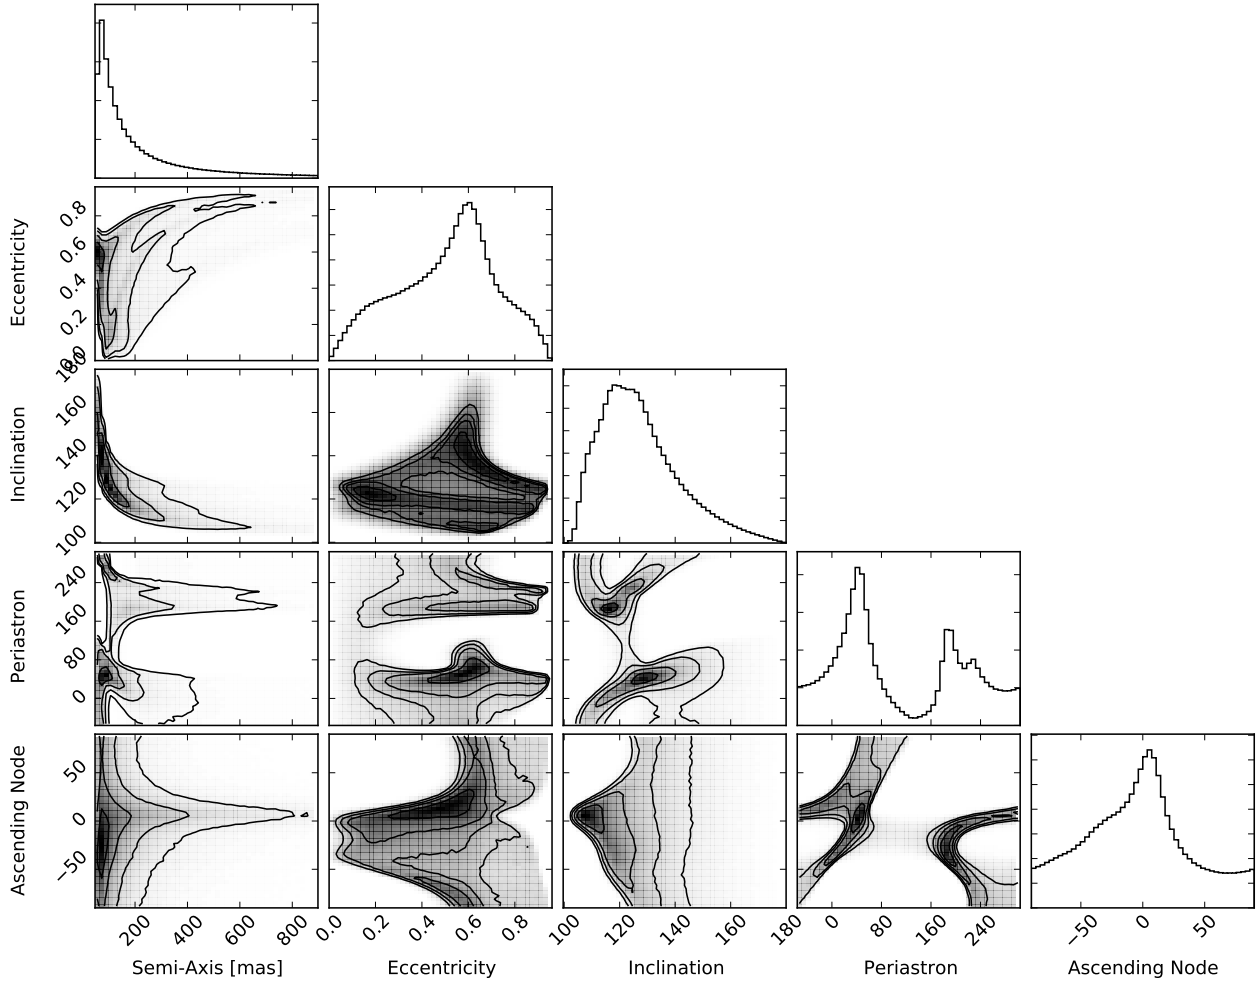 Eccentricity
0.8
0.6
0.4
0.2
0.0
Inclination
180
160
140
120
100
Periastron
240
160
80
0
Ascending Node
50
0
−50
200 400 600 800
0.0 0.2 0.4 0.6 0.8
100 120 140 160 180
0 80 160 240
−50 0 50
Semi-Axis [mas]
Eccentricity
Inclination
Periastron
Ascending Node